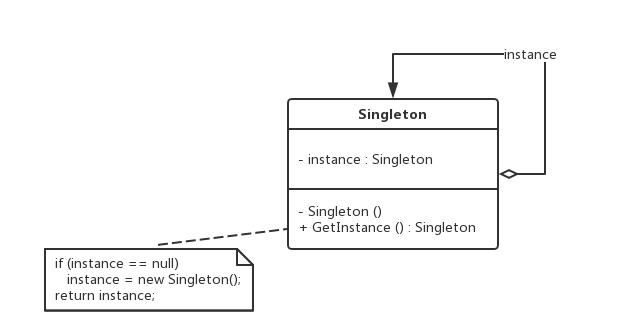 instance
Singleton
- instance : Singleton
- Singleton ()
+ GetInstance () : Singleton
if (instance == null)
instance = new Singleton();
return instance;